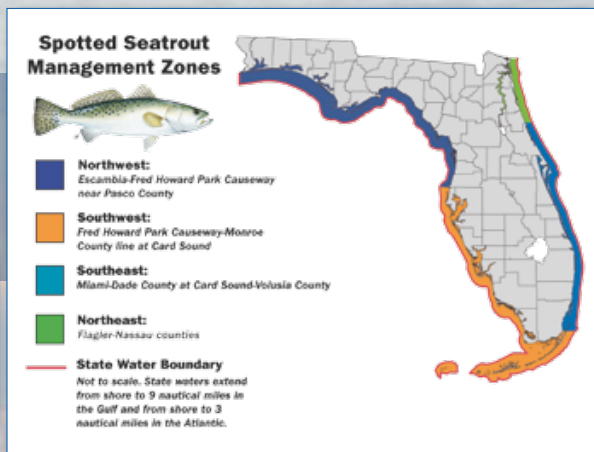 Spotted Seatrout
Management Zones
Northwest:
Escambia-Fred Howard Park Causeway
near Pasco County
Southwest:
Fred Howard Park Causeway-Monroe
County line at Card Sound
Southeast:
Miami-Dade County at Card Sound-Volusia County
Northeast:
Flagler-Nassau counties
State Water Boundary
Not to scale. State waters extend
from shore to 9 nautical miles in
the Gulf and from shore to 3
nautical miles in the Atlantic.